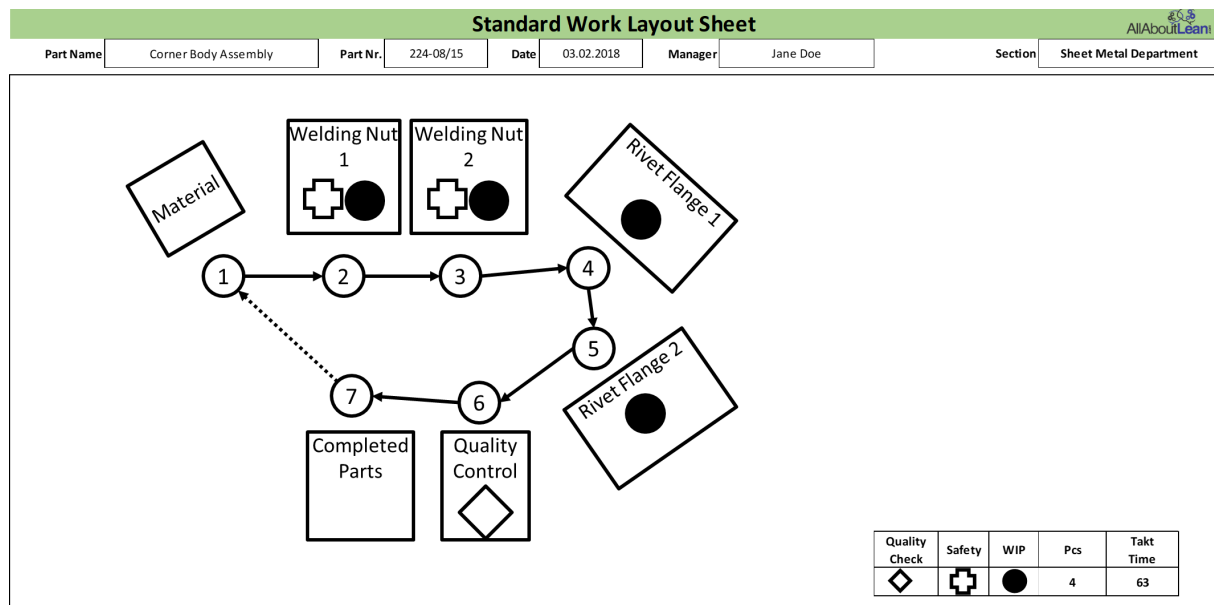 Standard Work Layout Sheet
AllAboutLean!
Part Name Corner Body Assembly Part Nr. 224-08/15 Date 03.02.2018 Manager Jane Doe Section Sheet Metal Department
Material
Welding Nut
1
Welding Nut
2
Rivet Flange 1
1
2
3
4
5
Rivet Flange 2
6
7
Completed
Parts
Quality
Control
Quality
Check
Safety
WIP
Pcs
Takt
Time
4
63